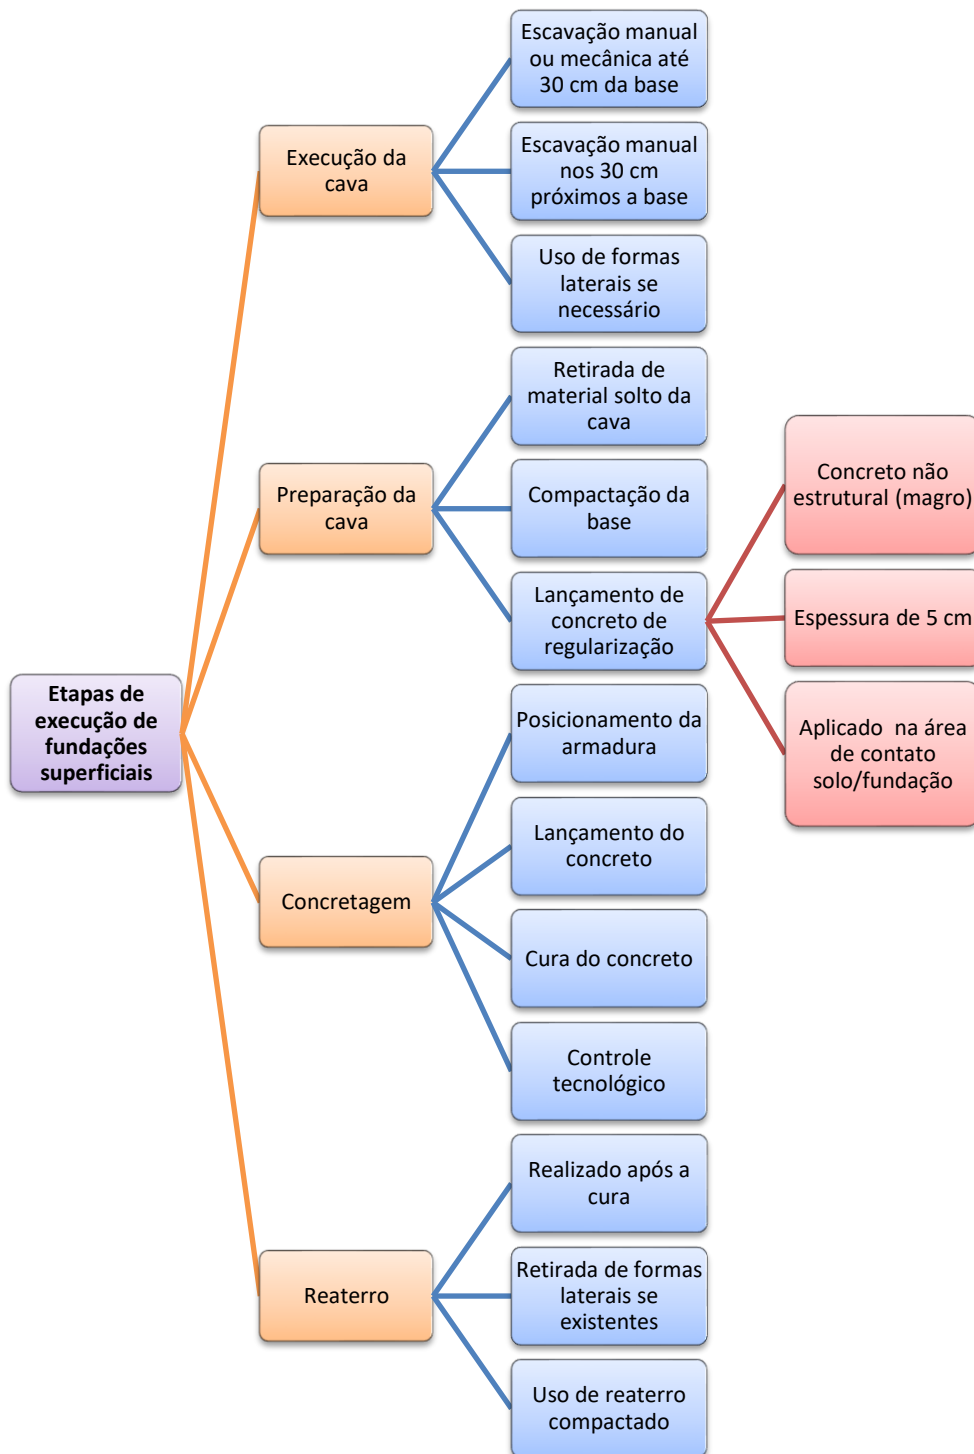 Etapas de
execução de
fundações
superficiais
Execução da
cava
Escavação manual
ou mecânica até
30 cm da base
Escavação manual
nos 30 cm
próximos a base
Uso de formas
laterais se
necessário
Preparação da
cava
Retirada de
material solto da
cava
Compactação da
base
Lançamento de
concreto de
regularização
Concreto não
estrutural (magro)
Espessura de 5 cm
Aplicado  na área
de contato
solo/fundação
Concretagem
Posicionamento da
armadura
Lançamento do
concreto
Cura do concreto
Controle
tecnológico
Reaterro
Realizado após a
cura
Retirada de formas
laterais se
existentes
Uso de reaterro
compactado